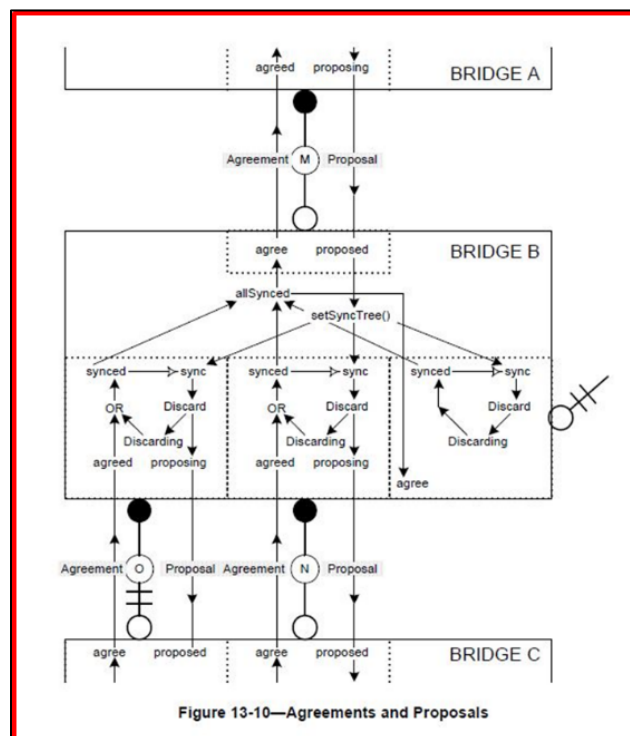 agreed proposing BRIDGE A
Agreement M Proposal
agree proposed BRIDGE B
allSynced
setSyncTree()
synced sync synced sync synced sync
OR Discard OR Discard Discard
Discarding Discarding Discarding
agreed proposing agreed proposing
agree
Agreement O Proposal Agreement N Proposal
agree proposed agree proposed BRIDGE C
Figure 13-10—Agreements and Proposals